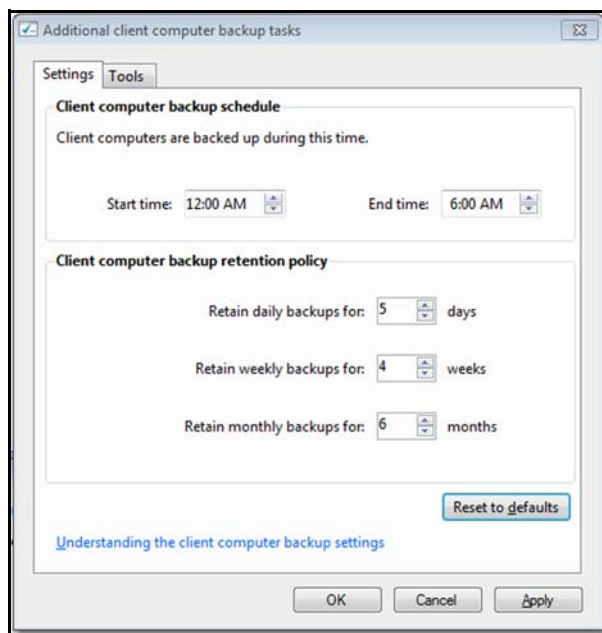 Additional client computer backup tasks
Settings Tools
Client computer backup schedule
Client computers are backed up during this time.
Start time: 12:00 AM End time: 6:00 AM
Client computer backup retention policy
Retain daily backups for: 5 days
Retain weekly backups for: 4 weeks
Retain monthly backups for: 6 months
Reset to defaults
Understanding the client computer backup settings
OK Cancel Apply